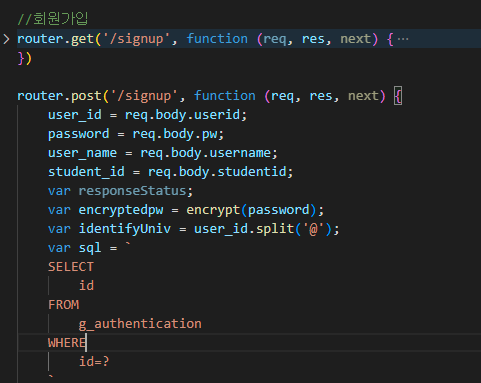 //회원가입
router.get('/signup', function (req, res, next) {···
})
router.post('/signup', function (req, res, next) {
    user_id = req.body.userid;
    password = req.body.pw;
    user_name = req.body.username;
    student_id = req.body.studentid;
    var responseStatus;
    var encryptedpw = encrypt(password);
    var identifyUniv = user_id.split('@');
    var sql = `
    SELECT
        id
    FROM
        g_authentication
    WHERE
        id=?
    `